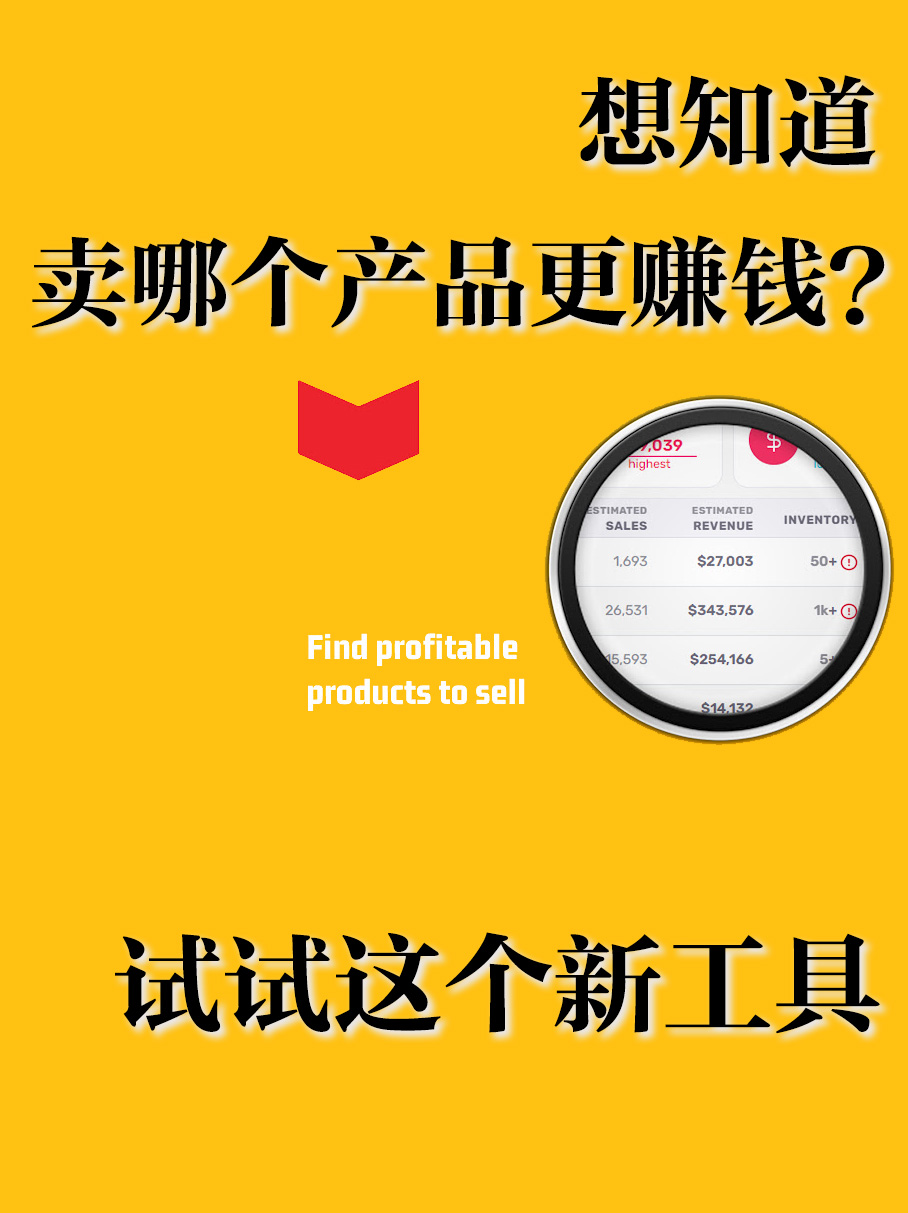 想知道
卖哪个产品更赚钱?
,039
highest
$
ESTIMATED SALES
ESTIMATED REVENUE
INVENTORY
1,693 $27,003 50+
26,531 $343,576 1k+
15,593 $254,166 5+
$14,132
Find profitable
products to sell
试试这个新工具